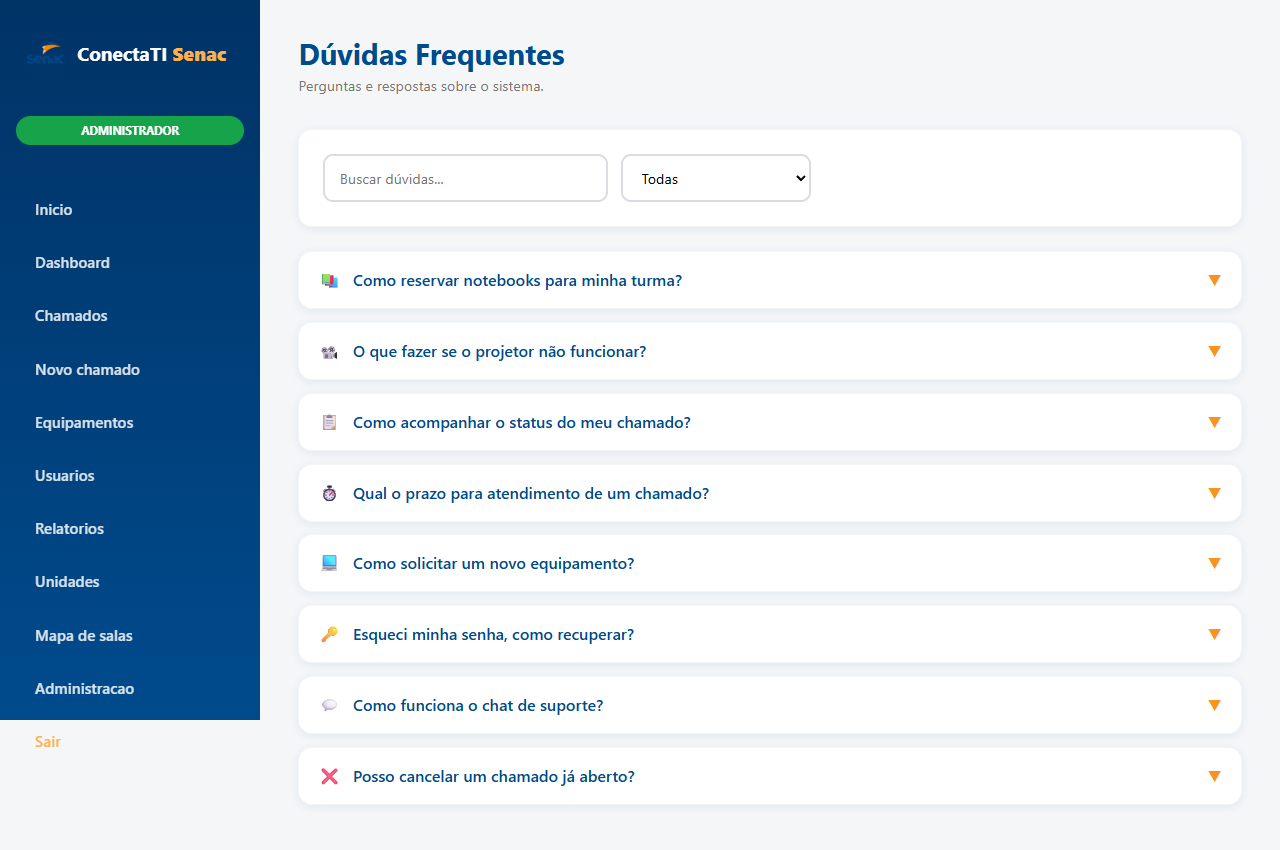 Senac
ConectaTI Senac
ADMINISTRADOR
Inicio
Dashboard
Chamados
Novo chamado
Equipamentos
Usuarios
Relatorios
Unidades
Mapa de salas
Administracao
Sair
Dúvidas Frequentes
Perguntas e respostas sobre o sistema.
Buscar dúvidas...
Todas
Como reservar notebooks para minha turma?
O que fazer se o projetor não funcionar?
Como acompanhar o status do meu chamado?
Qual o prazo para atendimento de um chamado?
Como solicitar um novo equipamento?
Esqueci minha senha, como recuperar?
Como funciona o chat de suporte?
Posso cancelar um chamado já aberto?